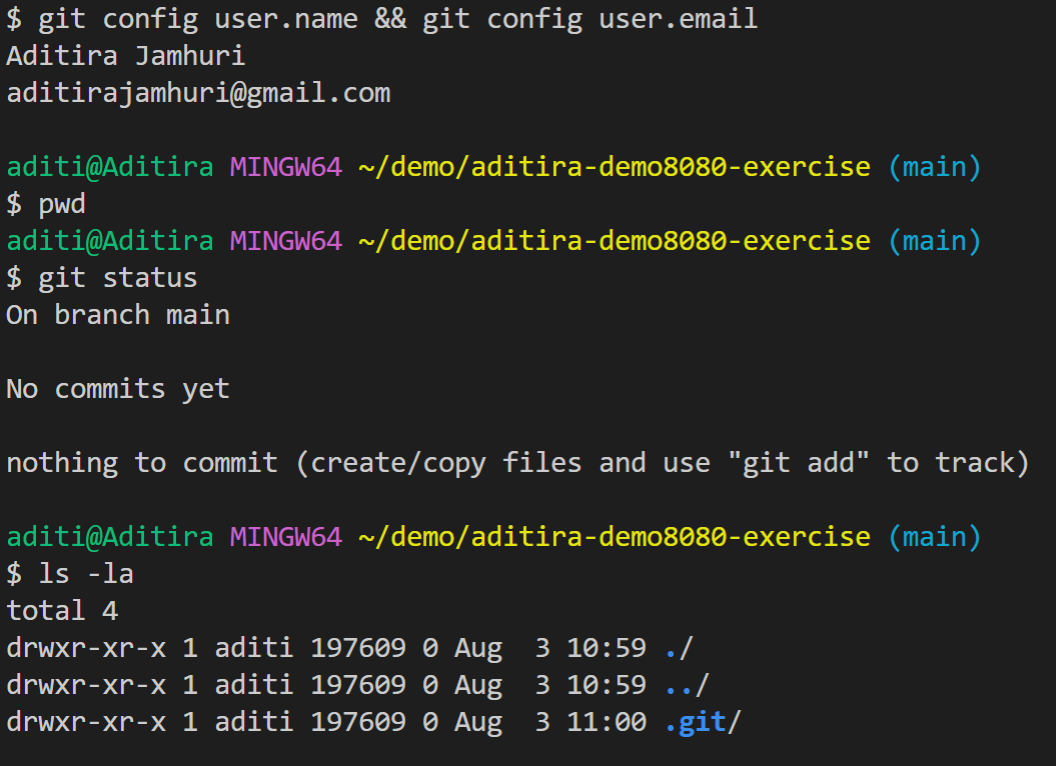 $ git config user.name && git config user.email
Aditira Jamhuri
aditirajamhuri@gmail.com
aditi@Aditira MINGW64 ~/demo/aditira-demo8080-exercise (main)
$ pwd
aditi@Aditira MINGW64 ~/demo/aditira-demo8080-exercise (main)
$ git status
On branch main
No commits yet
nothing to commit (create/copy files and use "git add" to track)
aditi@Aditira MINGW64 ~/demo/aditira-demo8080-exercise (main)
$ ls -la
total 4
drwxr-xr-x 1 aditi 197609 0 Aug  3 10:59 ./
drwxr-xr-x 1 aditi 197609 0 Aug  3 10:59 ../
drwxr-xr-x 1 aditi 197609 0 Aug  3 11:00 .git/